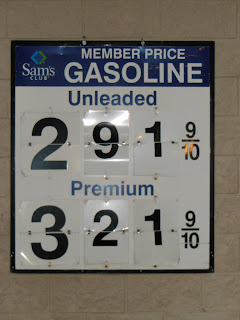 MEMBER PRICE
Sam's CLUB GASOLINE
Unleaded
2 9 1 9/10
Premium
3 2 1 9/10